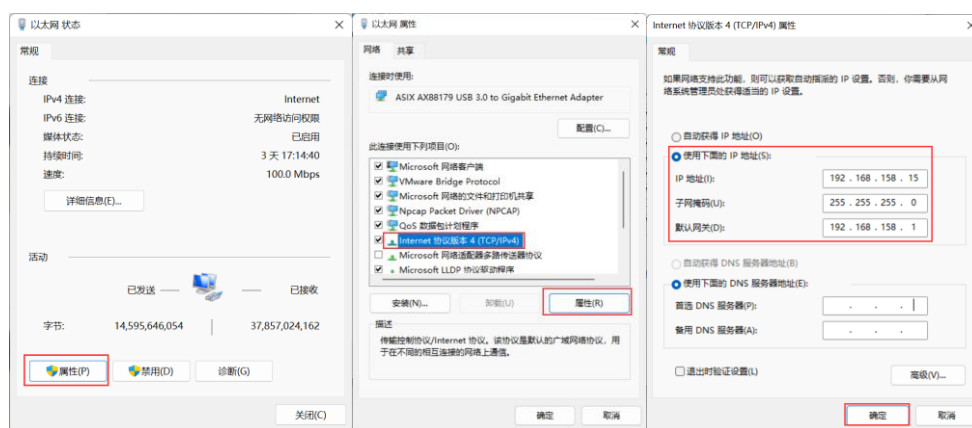 以太网 状态
常规
连接
IPv4 连接: Internet
IPv6 连接: 无网络访问权限
媒体状态: 已启用
持续时间: 3 天 17:14:40
速度: 100.0 Mbps
详细信息(E)...
活动
已发送 —— —— 已接收
字节: 14,595,646,054 | 37,857,024,162
属性(P) 禁用(D) 诊断(G)
关闭(C)
以太网 属性
网络 共享
连接时使用:
ASIX AX88179 USB 3.0 to Gigabit Ethernet Adapter
配置(C)...
此连接使用下列项目(O):
Microsoft 网络客户端
VMware Bridge Protocol
Microsoft 网络的文件和打印机共享
Npcap Packet Driver (NPCAP)
QoS 数据包计划程序
Internet 协议版本 4 (TCP/IPv4)
Microsoft 网络适配器多路传送器协议
Microsoft LLDP 协议驱动程序
安装(N)... 卸载(U) 属性(R)
描述
传输控制协议/Internet 协议。该协议是默认的广域网络协议，用
于在不同的相互连接的网络上通信。
确定 取消
Internet 协议版本 4 (TCP/IPv4) 属性
常规
如果网络支持此功能，则可以获取自动指派的 IP 设置。否则，你需要从网
络系统管理员处获得适当的 IP 设置。
自动获得 IP 地址(O)
使用下面的 IP 地址(S):
IP 地址(I): 192 . 168 . 158 . 15
子网掩码(U): 255 . 255 . 255 . 0
默认网关(D): 192 . 168 . 158 . 1
自动获得 DNS 服务器地址(B)
使用下面的 DNS 服务器地址(E):
首选 DNS 服务器(P): . . .
备用 DNS 服务器(A): . . .
退出时验证设置(L)
高级(V)...
确定 取消